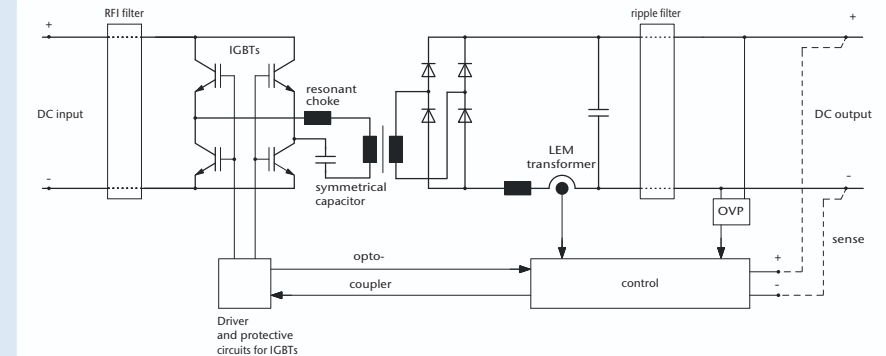 RFI filter
ripple filter
+
+
IGBTs
resonant
choke
DC input
DC output
LEM
transformer
-
-
symmetrical
capacitor
OVP
sense
opto-
+
coupler
control
-
Driver
and protective
circuits for IGBTs